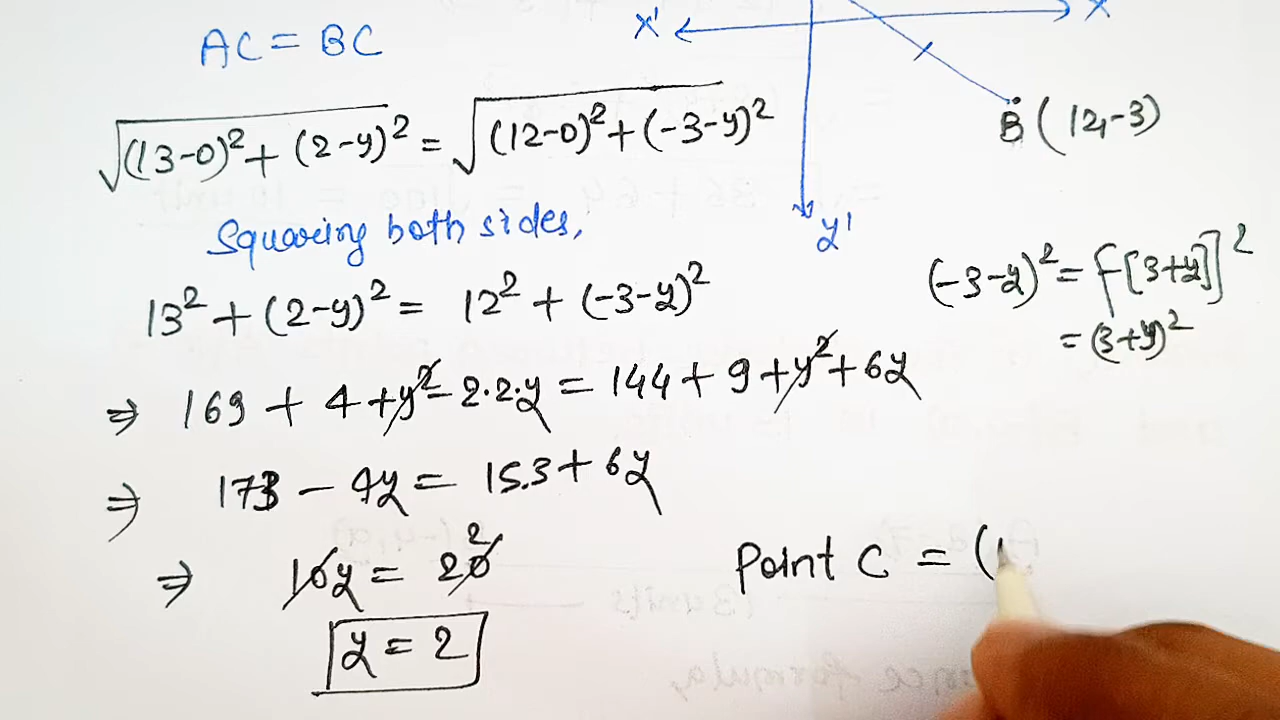 AC = BC
X' X
√(13-0)² + (2-y)² = √(12-0)² + (-3-y)²
B (12,-3)
Squaring both sides,
y'
13² + (2-y)² = 12² + (-3-y)²
(-3-y)² = {-[3+y]}²
= (3+y)²
⇒ 169 + 4 + y² - 2·2·y = 144 + 9 + y² + 6y
⇒ 173 - 4y = 153 + 6y
⇒ 10y = 20 2
Point C = (
y = 2